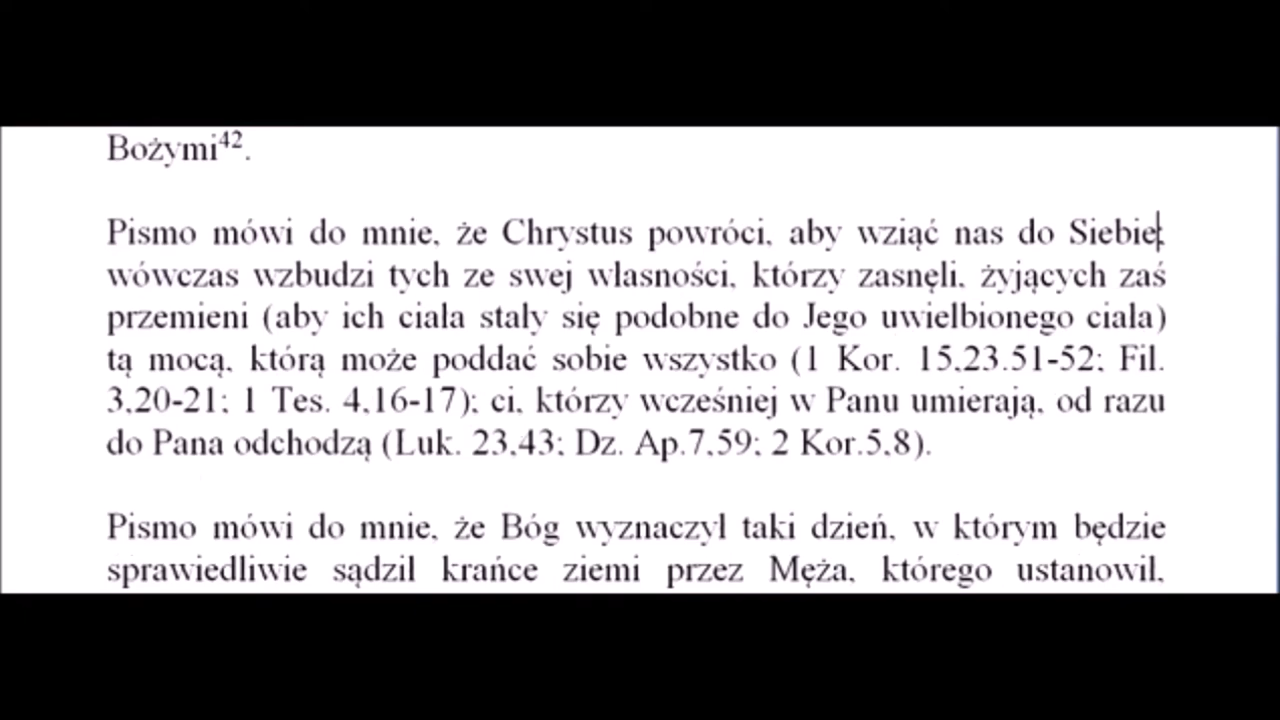 Bożymi⁴².
Pismo mówi do mnie, że Chrystus powróci, aby wziąć nas do Siebie;
wówczas wzbudzi tych ze swej własności, którzy zasnęli, żyjących zaś
przemieni (aby ich ciała stały się podobne do Jego uwielbionego ciała)
tą mocą, którą może poddać sobie wszystko (1 Kor. 15,23.51-52; Fil.
3,20-21; 1 Tes. 4,16-17); ci, którzy wcześniej w Panu umierają, od razu
do Pana odchodzą (Luk. 23,43; Dz. Ap.7,59; 2 Kor.5,8).
Pismo mówi do mnie, że Bóg wyznaczył taki dzień, w którym będzie
sprawiedliwie sądził krańce ziemi przez Męża, którego ustanowił,